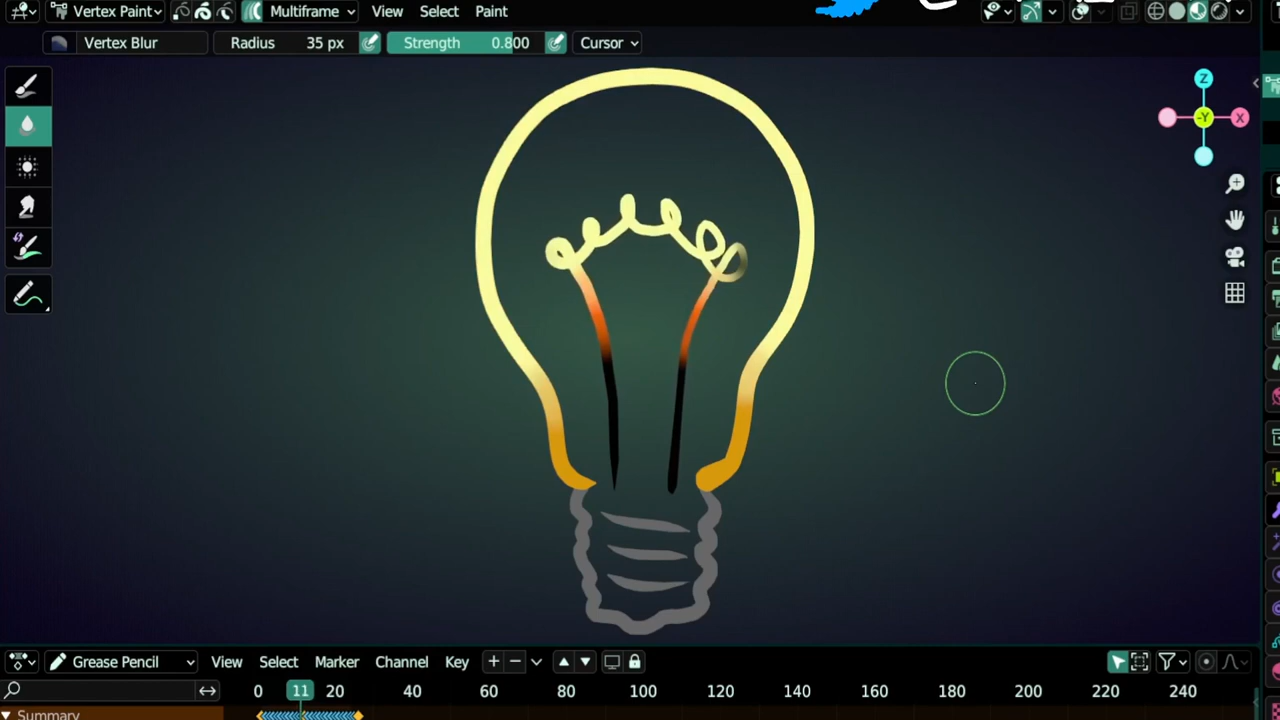 Vertex Paint Multiframe View Select Paint
Vertex Blur Radius 35 px Strength 0.800 Cursor
Z
-Y X
Grease Pencil View Select Marker Channel Key
0 11 20 40 60 80 100 120 140 160 180 200 220 240
Summary